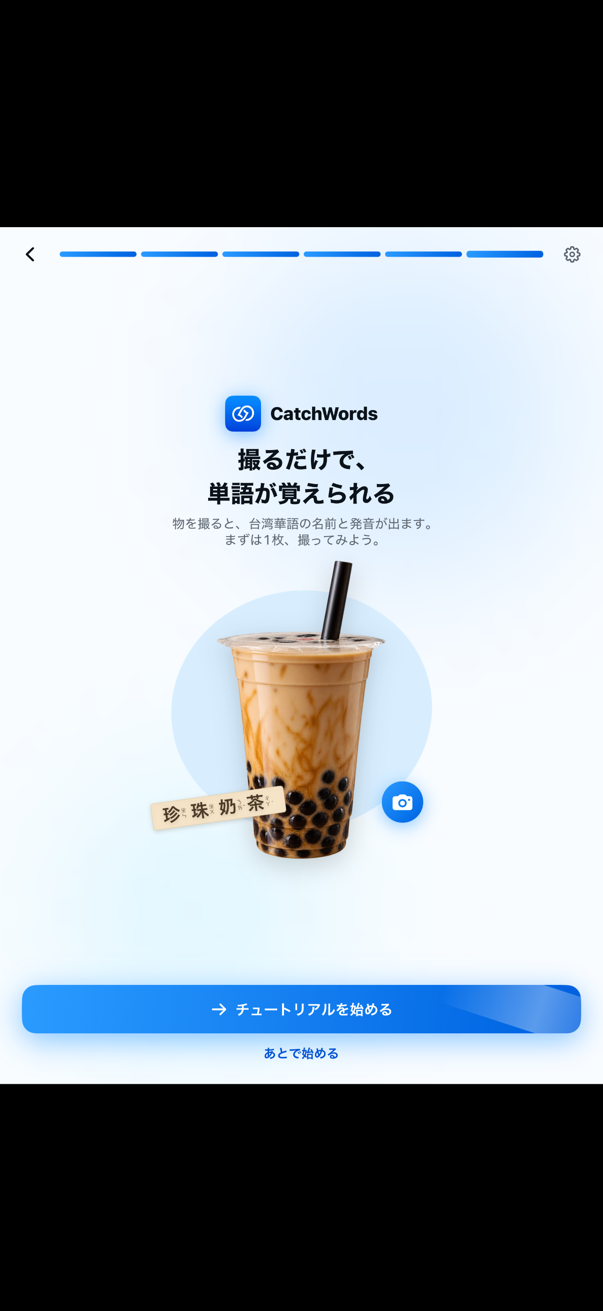 CatchWords
撮るだけで、
単語が覚えられる
物を撮ると、台湾華語の名前と発音が出ます。
まずは1枚、撮ってみよう。
珍珠奶茶
チュートリアルを始める
あとで始める